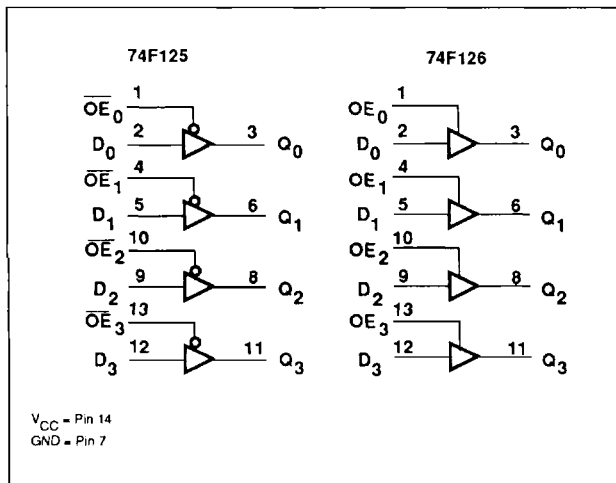 74F125
1
OE0
2
3
D0
Q0
4
OE1
5
6
D1
Q1
10
OE2
9
8
D2
Q2
13
OE3
12
11
D3
Q3
74F126
1
OE0
2
3
D0
Q0
4
OE1
5
6
D1
Q1
10
OE2
9
8
D2
Q2
13
OE3
12
11
D3
Q3
VCC = Pin 14
GND = Pin 7